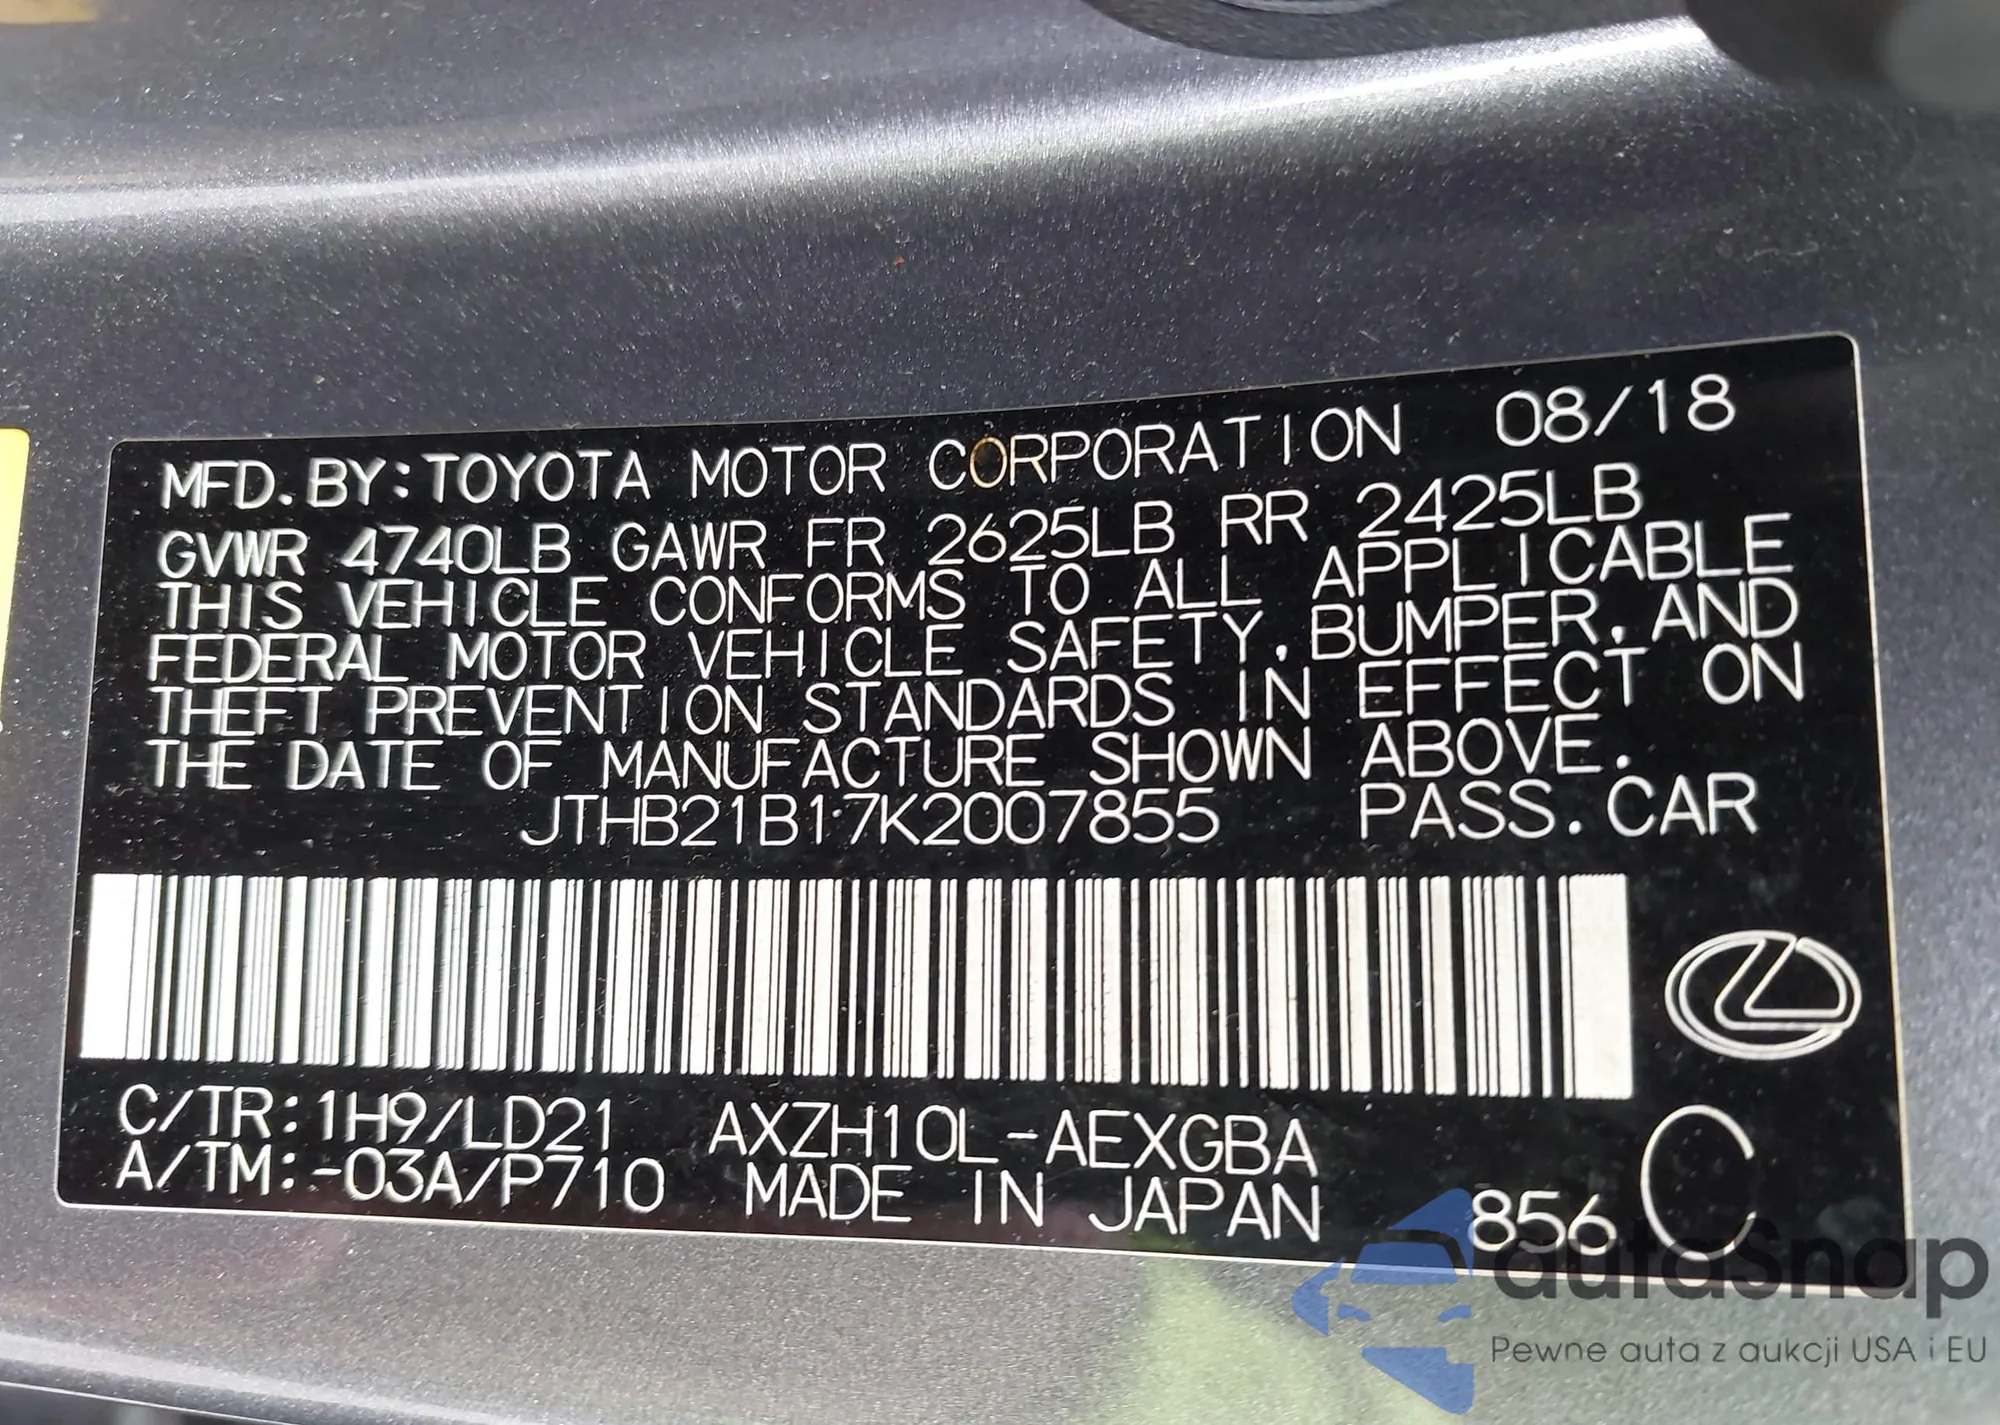 MFD. BY: TOYOTA MOTOR CORPORATION 08/18
GVWR 4740LB GAWR FR 2625LB RR 2425LB
THIS VEHICLE CONFORMS TO ALL APPLICABLE
FEDERAL MOTOR VEHICLE SAFETY, BUMPER, AND
THEFT PREVENTION STANDARDS IN EFFECT ON
THE DATE OF MANUFACTURE SHOWN ABOVE.
JTHB21B17K2007855 PASS. CAR
C/TR: 1H9/LD21 AXZH10L-AEXGBA C
A/TM: -03A/P710 MADE IN JAPAN 856
autasnap
Pewne auta z aukcji USA i EU